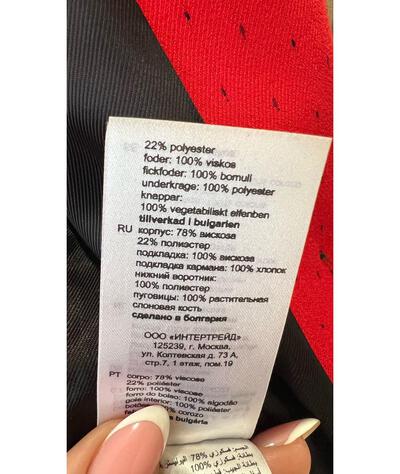 22% polyester
foder: 100% viskos
fickfoder: 100% bomull
underkrage: 100% polyester
knappar:
100% vegetabiliskt elfenben
tillverkad i bulgarien
RU корпус: 78% вискоза
22% полиэстер
подкладка: 100% вискоза
подкладка кармана: 100% хлопок
нижний воротник:
100% полиэстер
пуговицы: 100% растительная
слоновая кость
сделано в болгария
ООО «ИНТЕРТРЕЙД»
125239, г. Москва,
ул. Коптевская д. 73 А,
стр.7, 1 этаж, пом.19
PT corpo: 78% viscose
22% poliéster
forro: 100% viscose
forro do bolso: 100% algodão
gola interior: 100% poliéster
corozo
bulgária
78%
100%